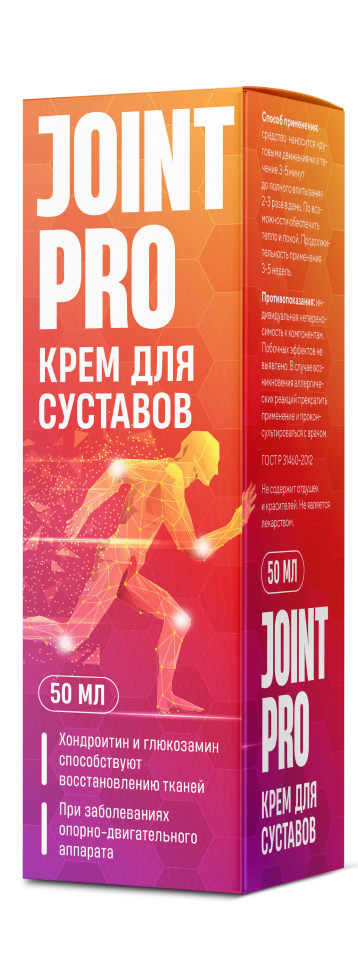 JOINT
PRO
КРЕМ ДЛЯ
СУСТАВОВ
50 МЛ
Хондроитин и глюкозамин
способствуют
восстановлению тканей
При заболеваниях
опорно-двигательного
аппарата
Способ применения:
средство наносится кру-
говыми движениями в те-
чение 3-5 минут
до полного впитывания
2-3 раза в день. По воз-
можности обеспечить
тепло и покой. Продолжи-
тельность применения
3-5 недель.
Противопоказания: ин-
дивидуальная неперено-
симость к компонентам.
Побочных эффектов не
выявлено. В случае воз-
никновения аллергиче-
ских реакций прекратить
применение и прокон-
сультироваться с врачом.
ГОСТ Р 31460-2012
Не содержит отдушек
и красителей. Не является
лекарством.
50 МЛ
JOINT
PRO
КРЕМ ДЛЯ
СУСТАВОВ